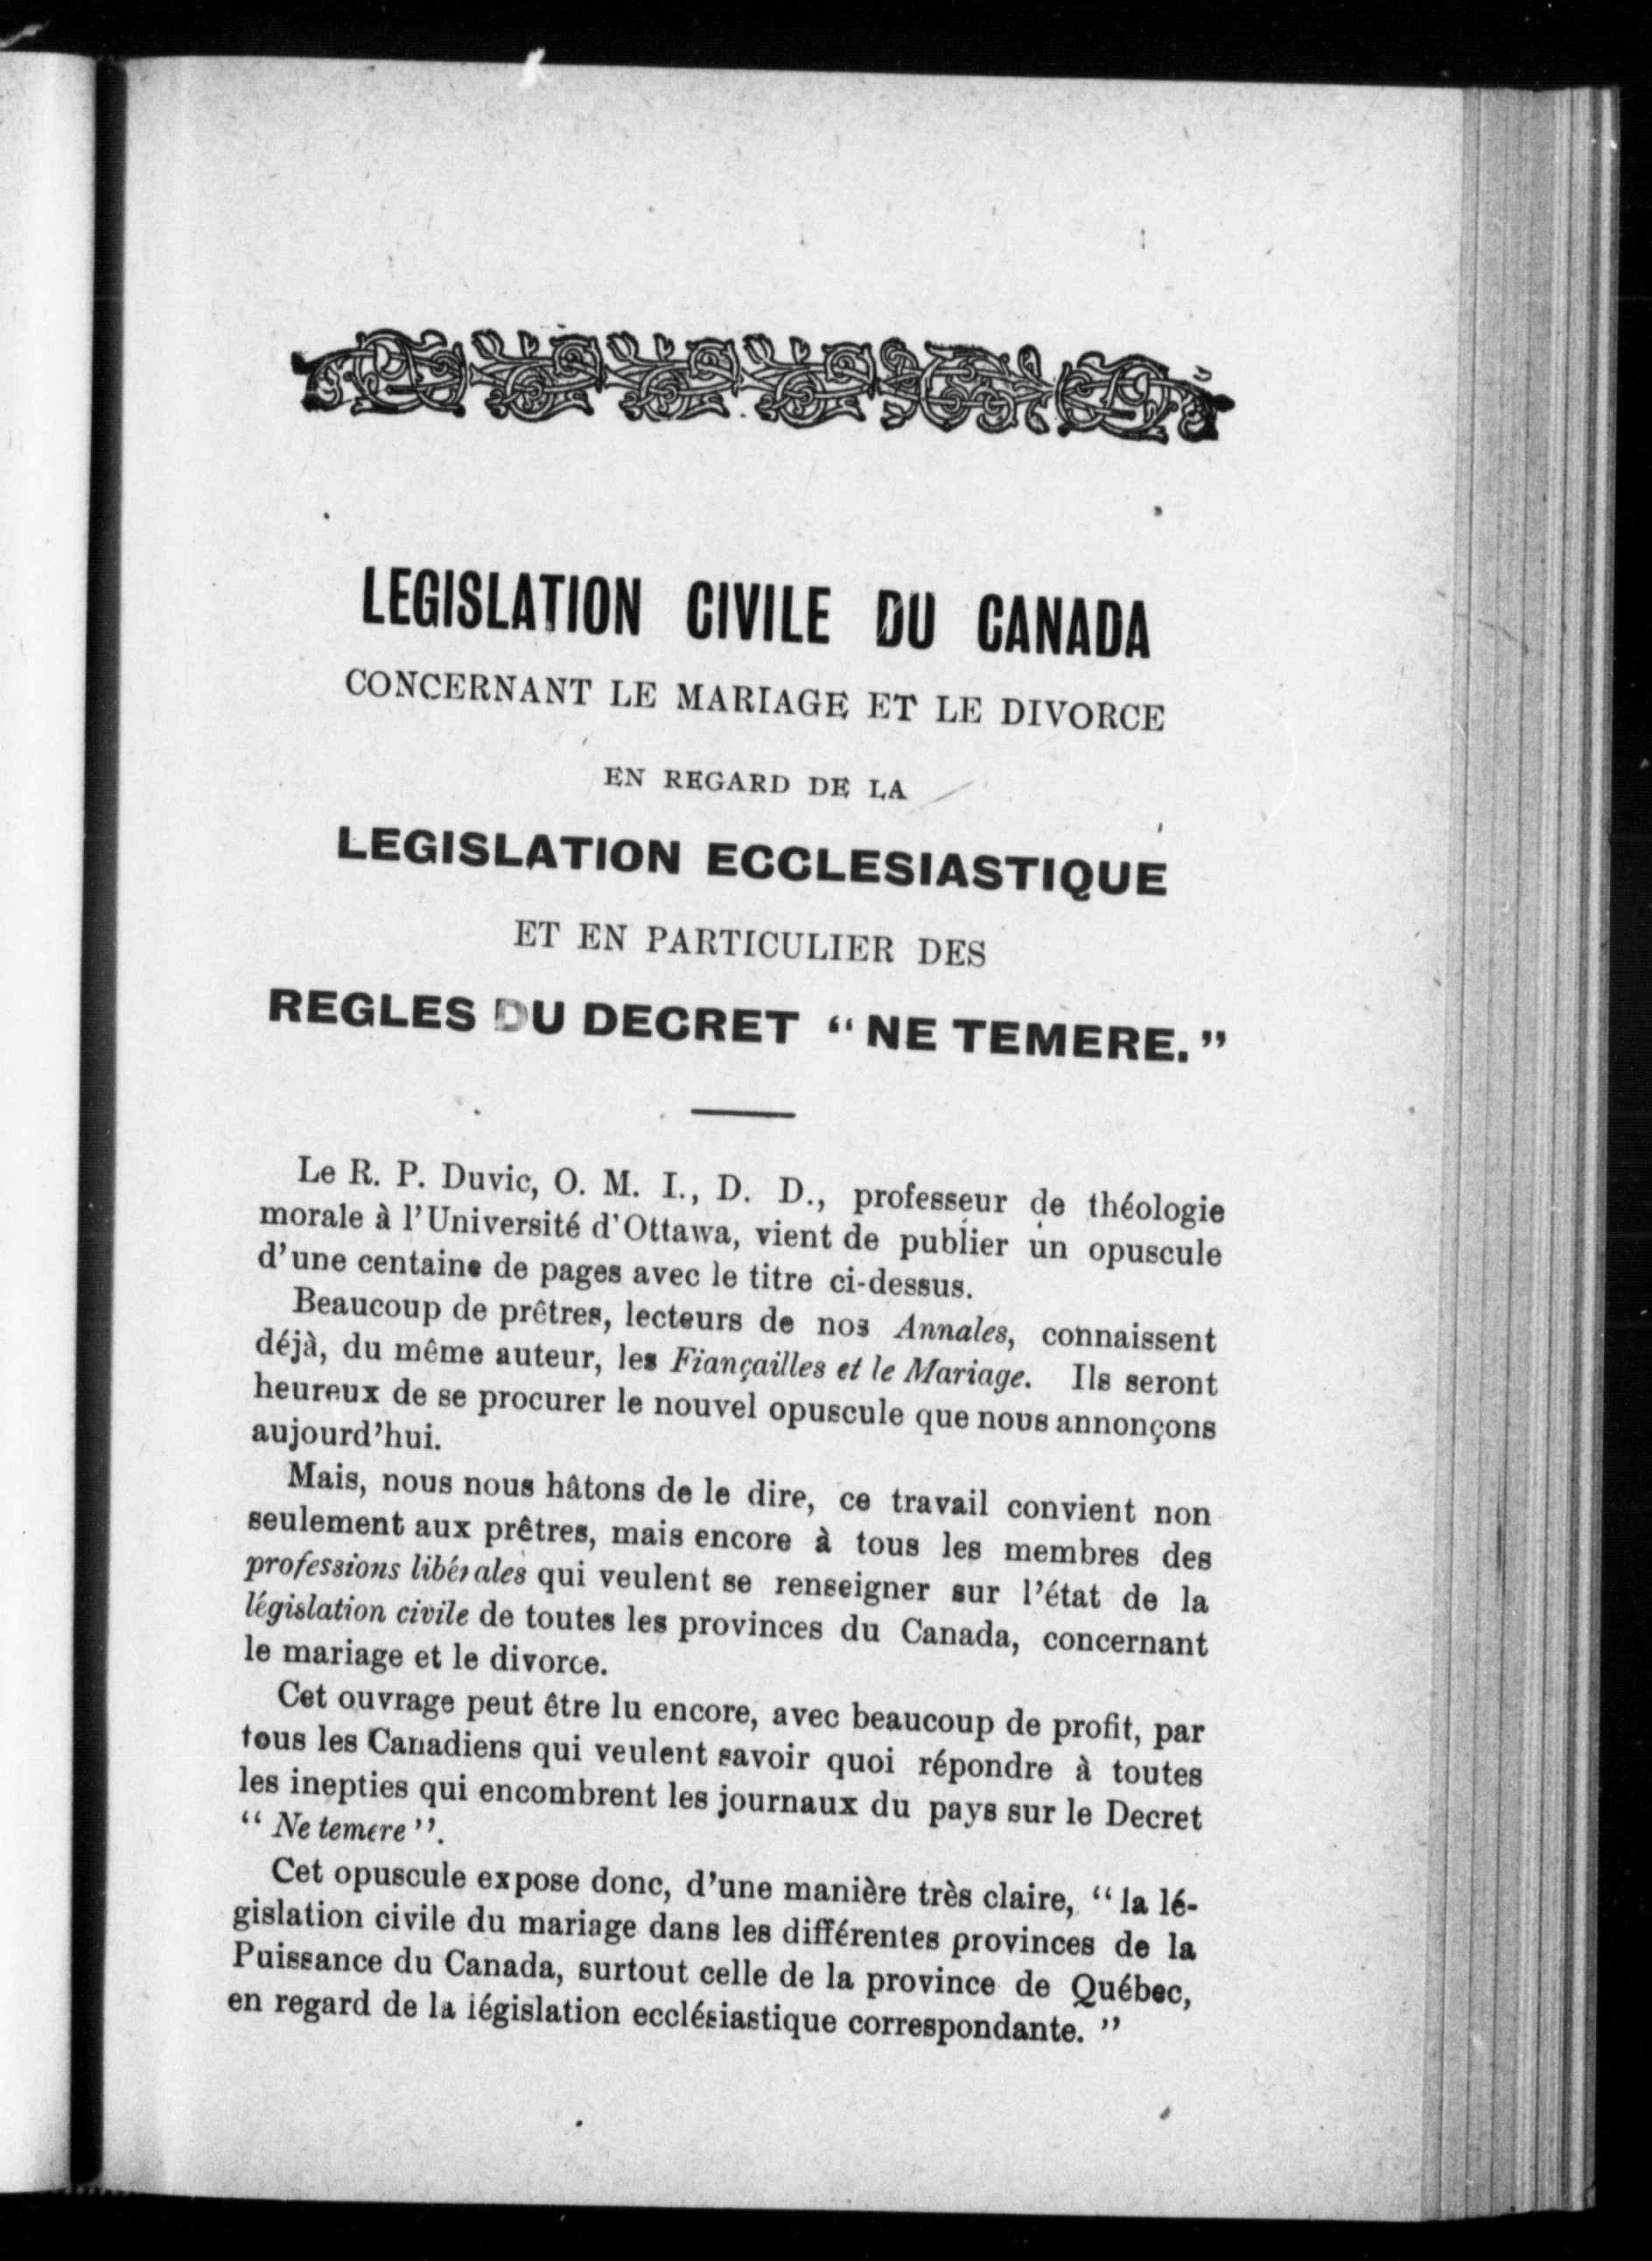 LEGISLATION CIVILE DU CANADA
CONCERNANT LE MARIAGE ET LE DIVORCE
EN REGARD DE LA
LEGISLATION ECCLESIASTIQUE
ET EN PARTICULIER DES
REGLES DU DECRET “ NE TEMERE. ”
Le R. P. Duvic, O. M. I., D. D., professeur de théologie
morale à l’Université d’Ottawa, vient de publier un opuscule
d’une centaine de pages avec le titre ci-dessus.
Beaucoup de prêtres, lecteurs de nos Annales, connaissent
déjà, du même auteur, les Fiançailles et le Mariage. Ils seront
heureux de se procurer le nouvel opuscule que nous annonçons
aujourd’hui.
Mais, nous nous hâtons de le dire, ce travail convient non
seulement aux prêtres, mais encore à tous les membres des
professions libérales qui veulent se renseigner sur l’état de la
législation civile de toutes les provinces du Canada, concernant
le mariage et le divorce.
Cet ouvrage peut être lu encore, avec beaucoup de profit, par
tous les Canadiens qui veulent savoir quoi répondre à toutes
les inepties qui encombrent les journaux du pays sur le Decret
“ Ne temere ”.
Cet opuscule expose donc, d’une manière très claire, “ la lé-
gislation civile du mariage dans les différentes provinces de la
Puissance du Canada, surtout celle de la province de Québec,
en regard de la législation ecclésiastique correspondante. ”